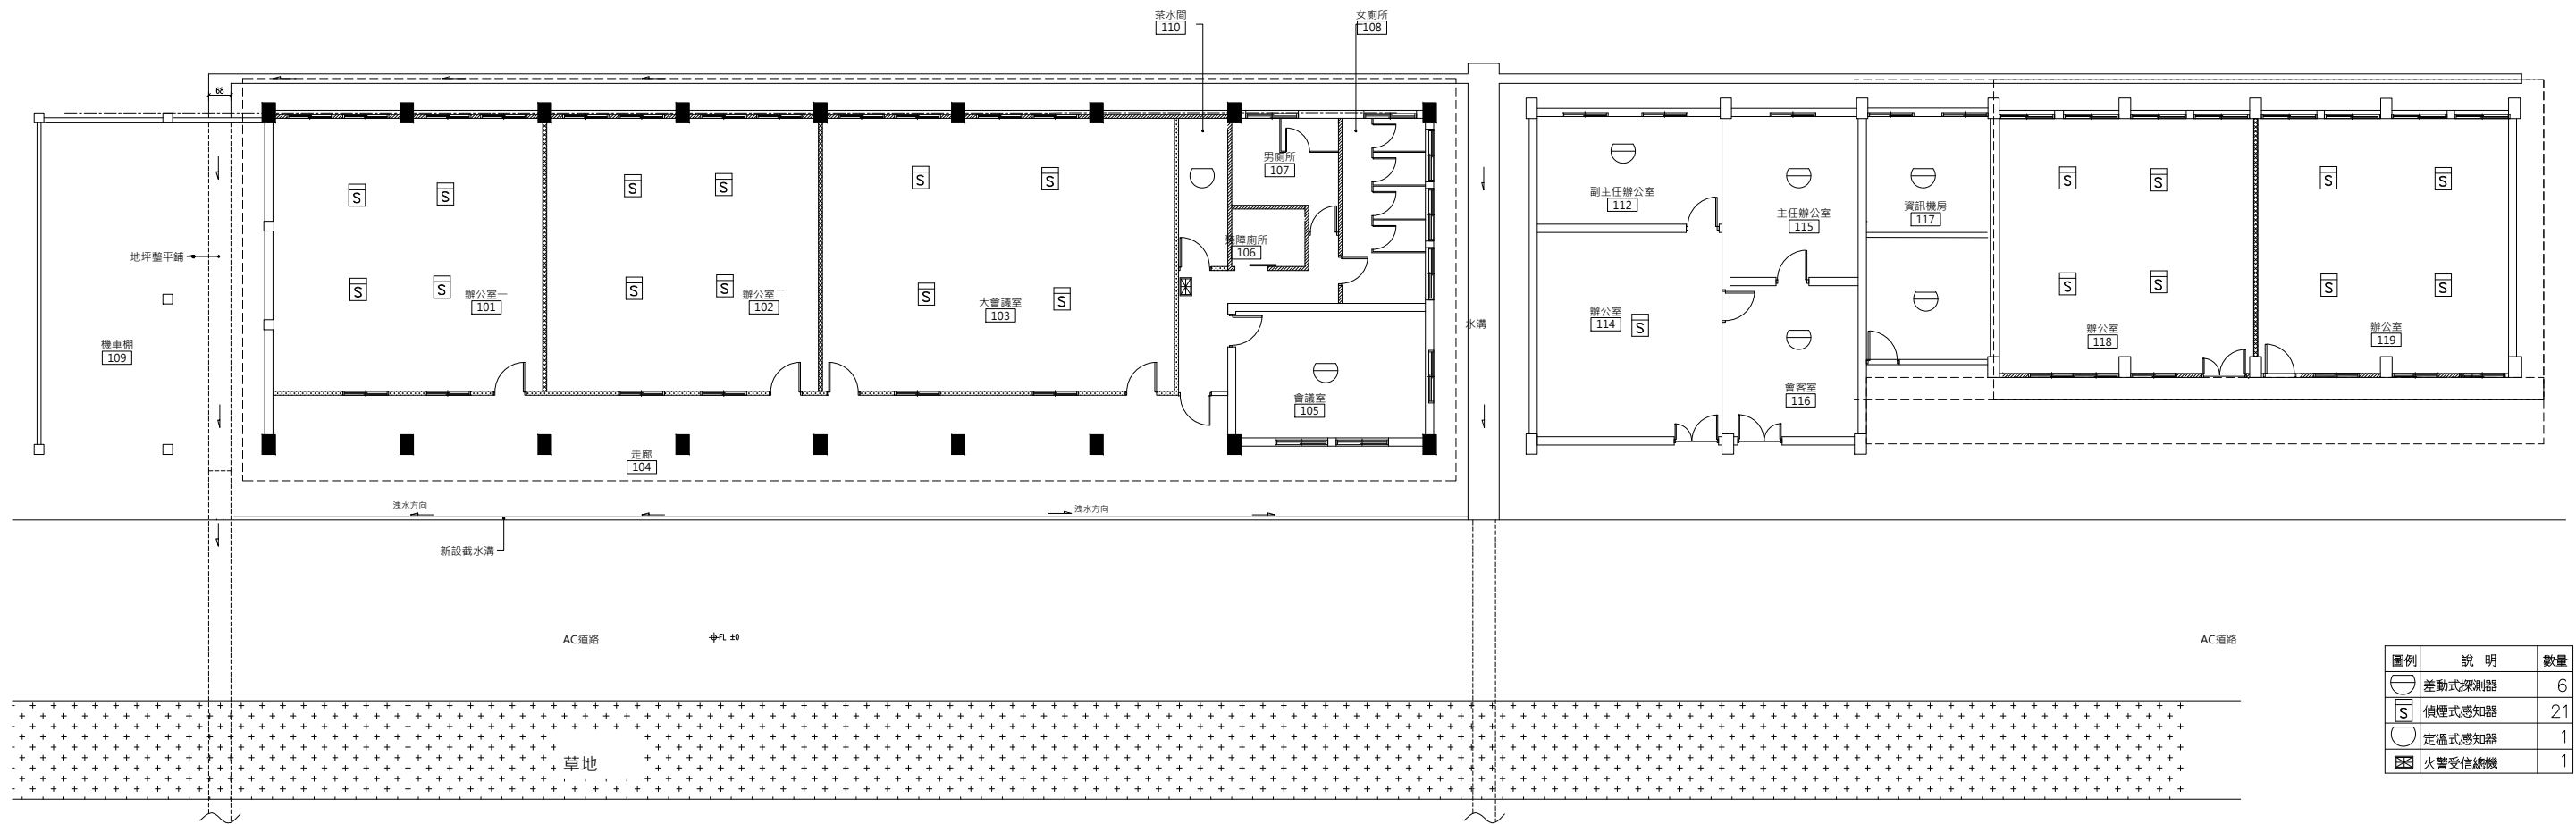 茶水間
110
女廁所
108
68
男廁所
107
副主任辦公室
112
主任辦公室
115
資訊機房
117
殘障廁所
106
地坪整平鋪
辦公室一
101
辦公室二
102
大會議室
103
辦公室
114
水溝
辦公室
118
辦公室
119
機車棚
109
會議室
105
會客室
116
走廊
104
洩水方向
洩水方向
新設截水溝
AC道路
FL ±0
AC道路
草地
圖例 說 明 數量
差動式探測器 6
S 偵煙式感知器 21
定溫式感知器 1
火警受信總機 1
S S S S S S
S S S S
S S S S
S S S
S S S S